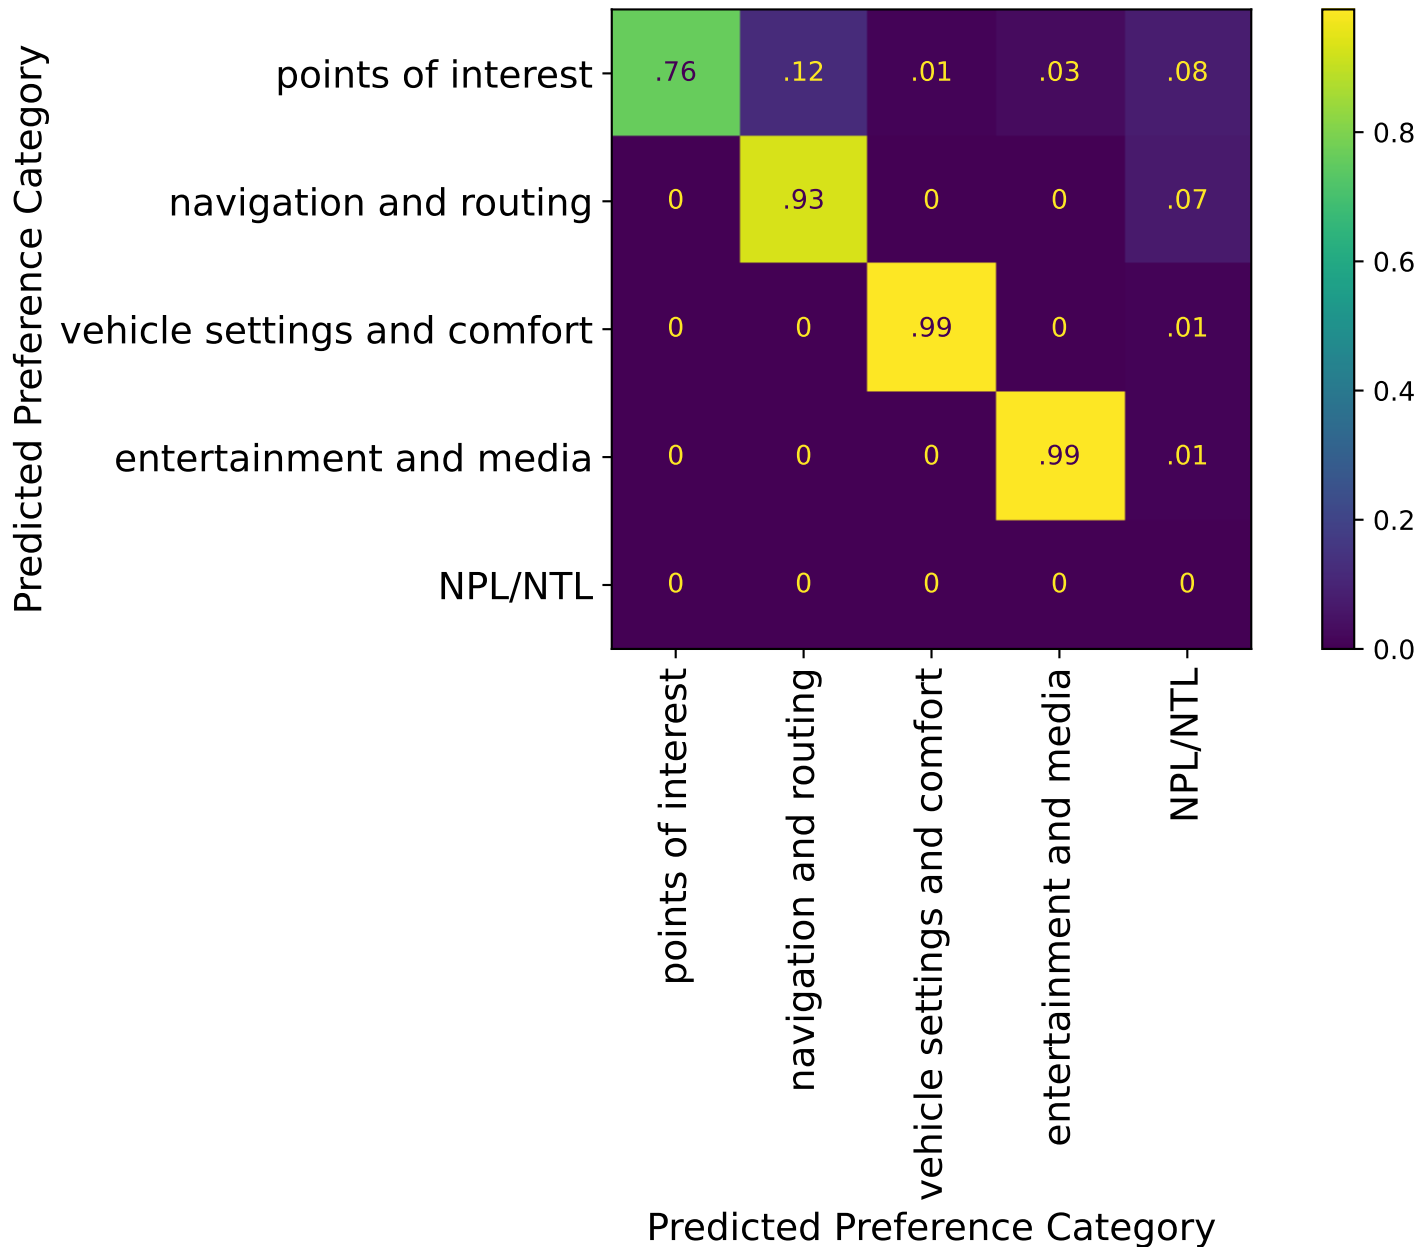 Predicted Preference Category
points of interest
.76 .12 .01 .03 .08
navigation and routing
0 .93 0 0 .07
vehicle settings and comfort
0 0 .99 0 .01
entertainment and media
0 0 0 .99 .01
NPL/NTL
0 0 0 0 0
points of interest
navigation and routing
vehicle settings and comfort
entertainment and media
NPL/NTL
Predicted Preference Category
0.8
0.6
0.4
0.2
0.0